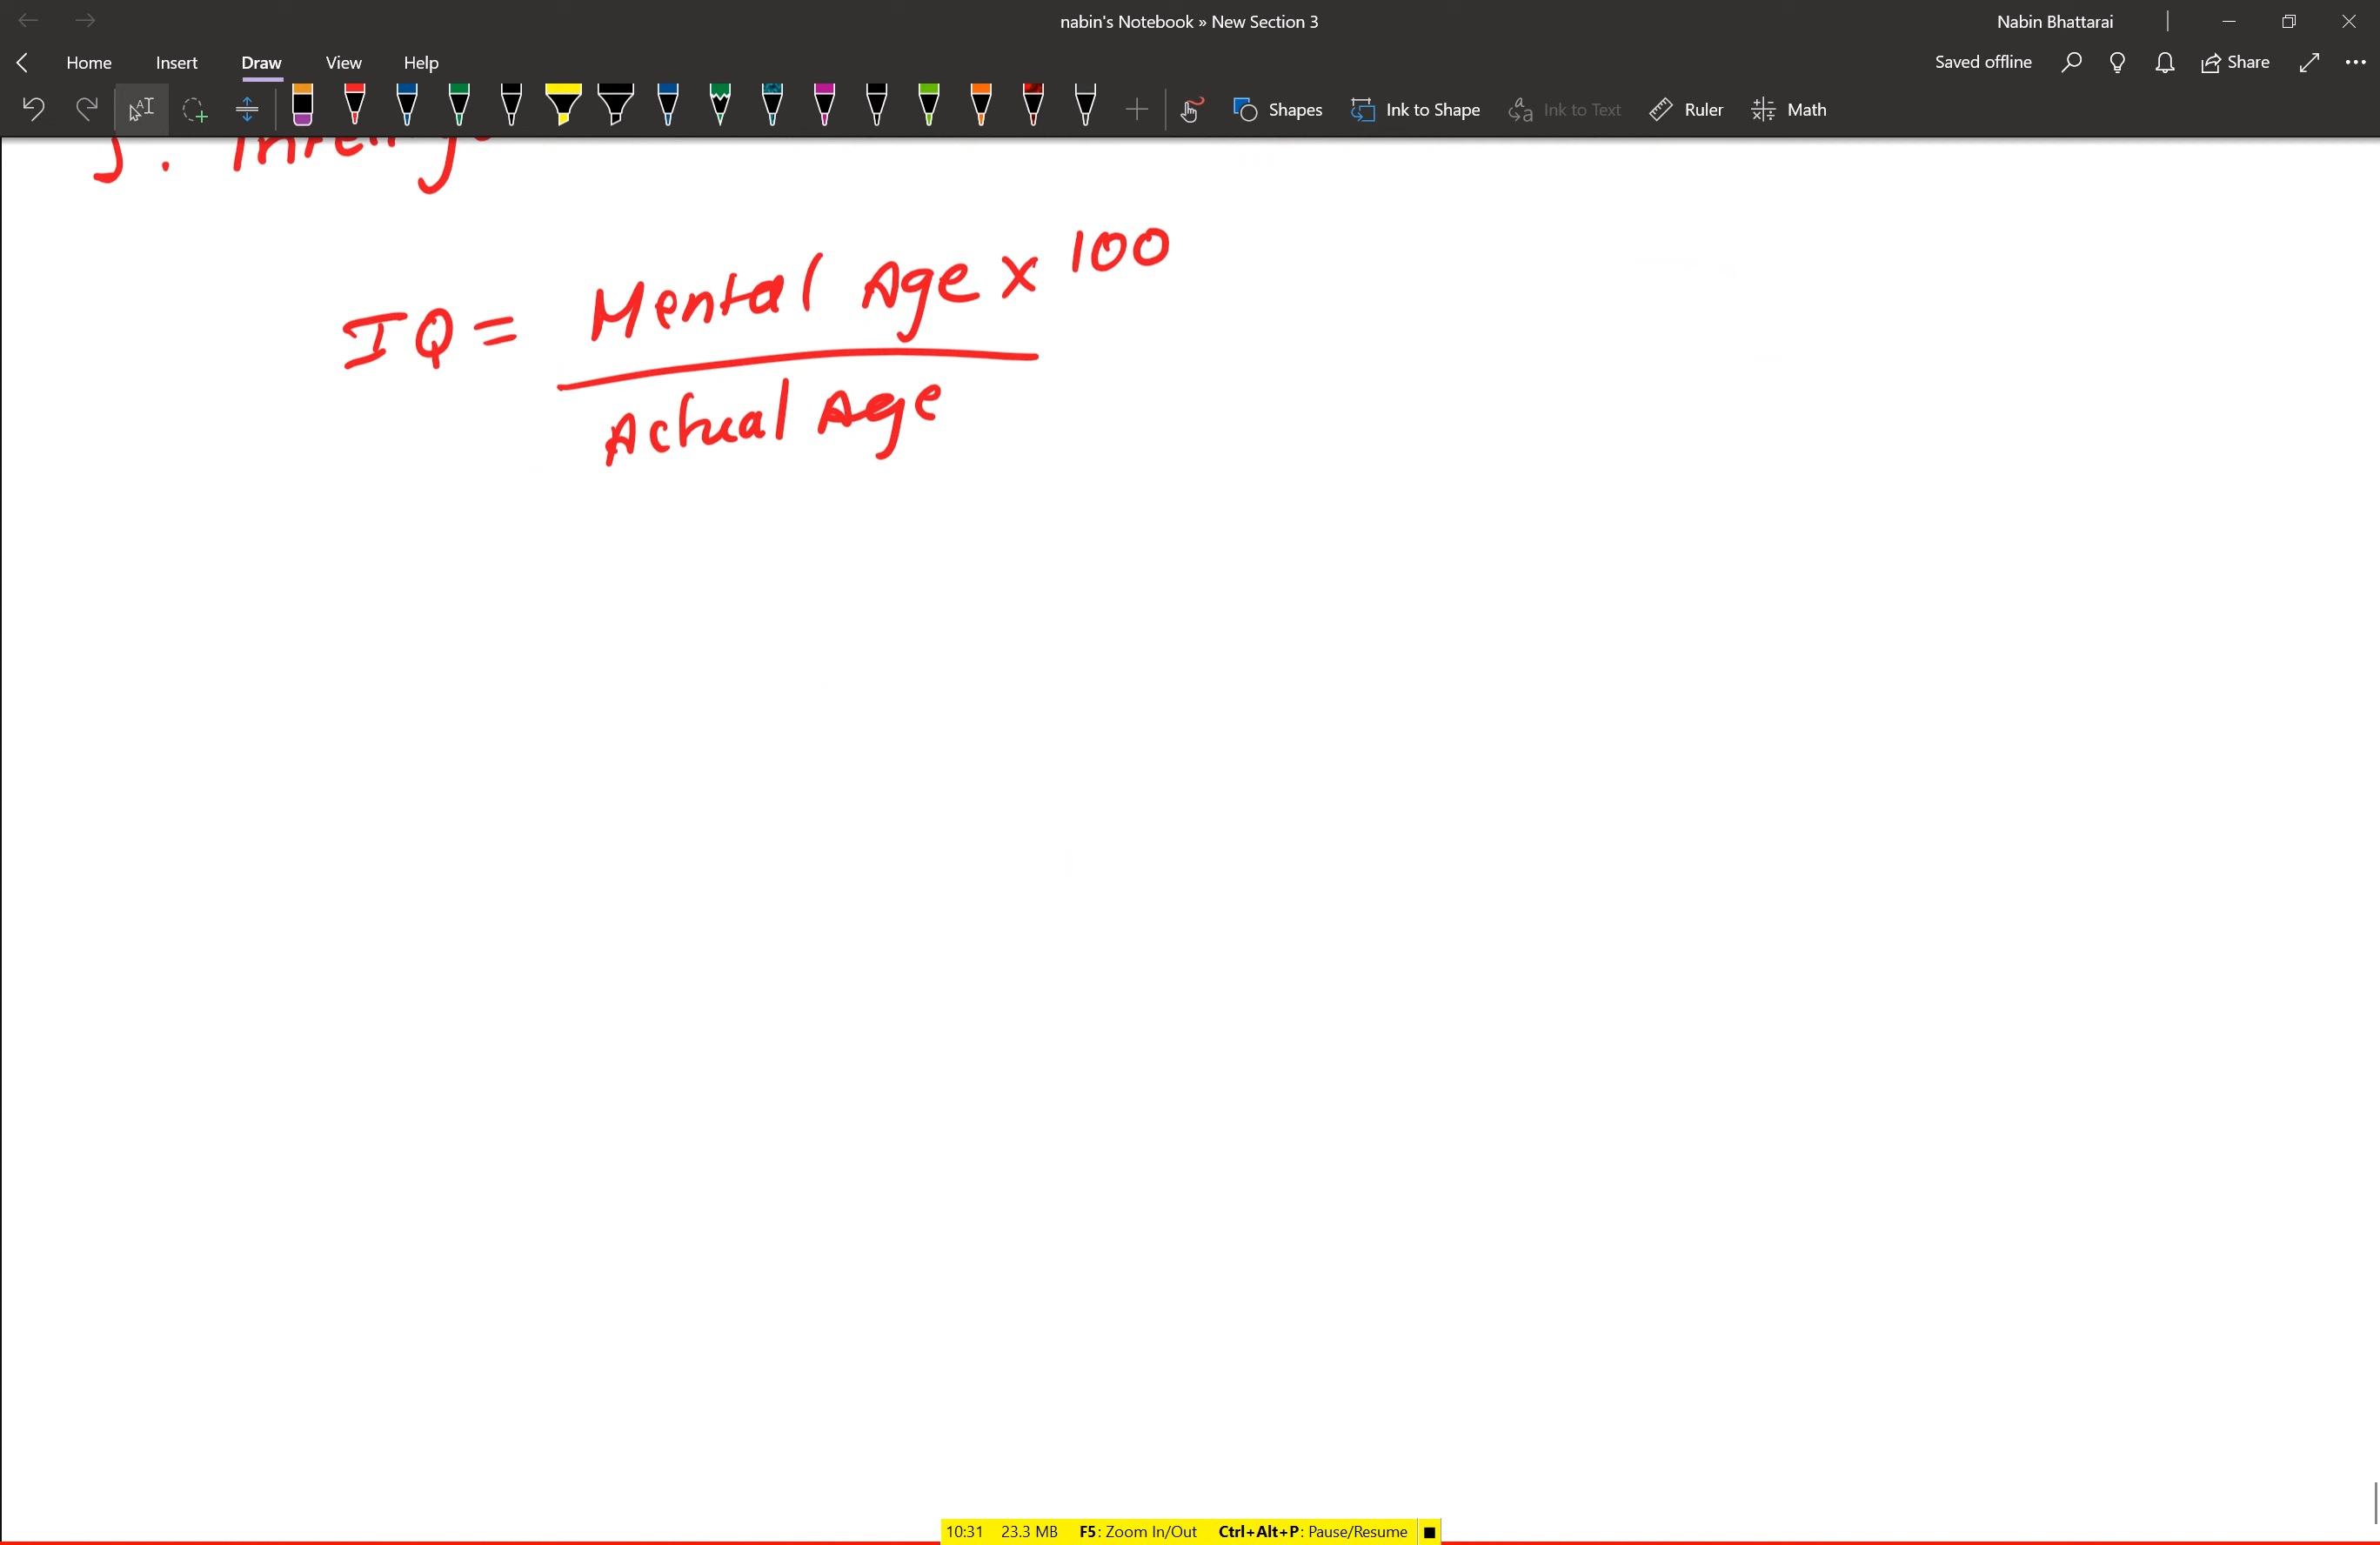 nabin's Notebook » New Section 3
Nabin Bhattarai
Home Insert Draw View Help
Saved offline
Share
Shapes Ink to Shape Ink to Text Ruler Math
IQ = Mental Age x 100
Actual Age
10:31 23.3 MB F5: Zoom In/Out Ctrl+Alt+P: Pause/Resume